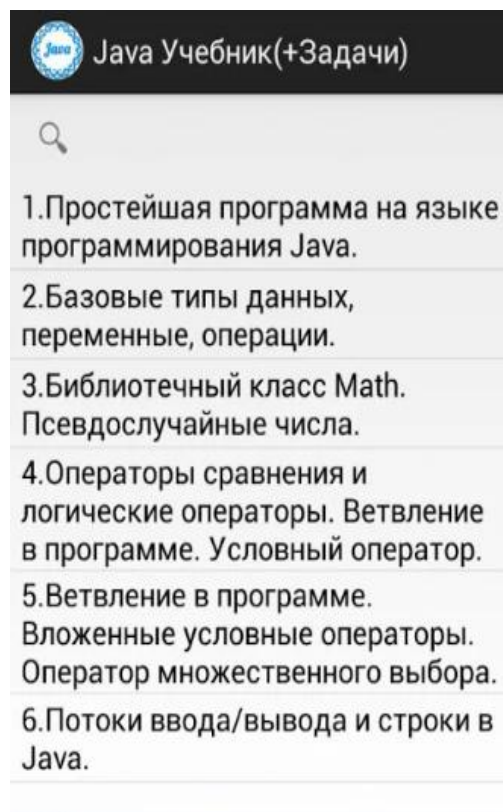 Java
Java Учебник(+Задачи)
1.Простейшая программа на языке
программирования Java.
2.Базовые типы данных,
переменные, операции.
3.Библиотечный класс Math.
Псевдослучайные числа.
4.Операторы сравнения и
логические операторы. Ветвление
в программе. Условный оператор.
5.Ветвление в программе.
Вложенные условные операторы.
Оператор множественного выбора.
6.Потоки ввода/вывода и строки в
Java.